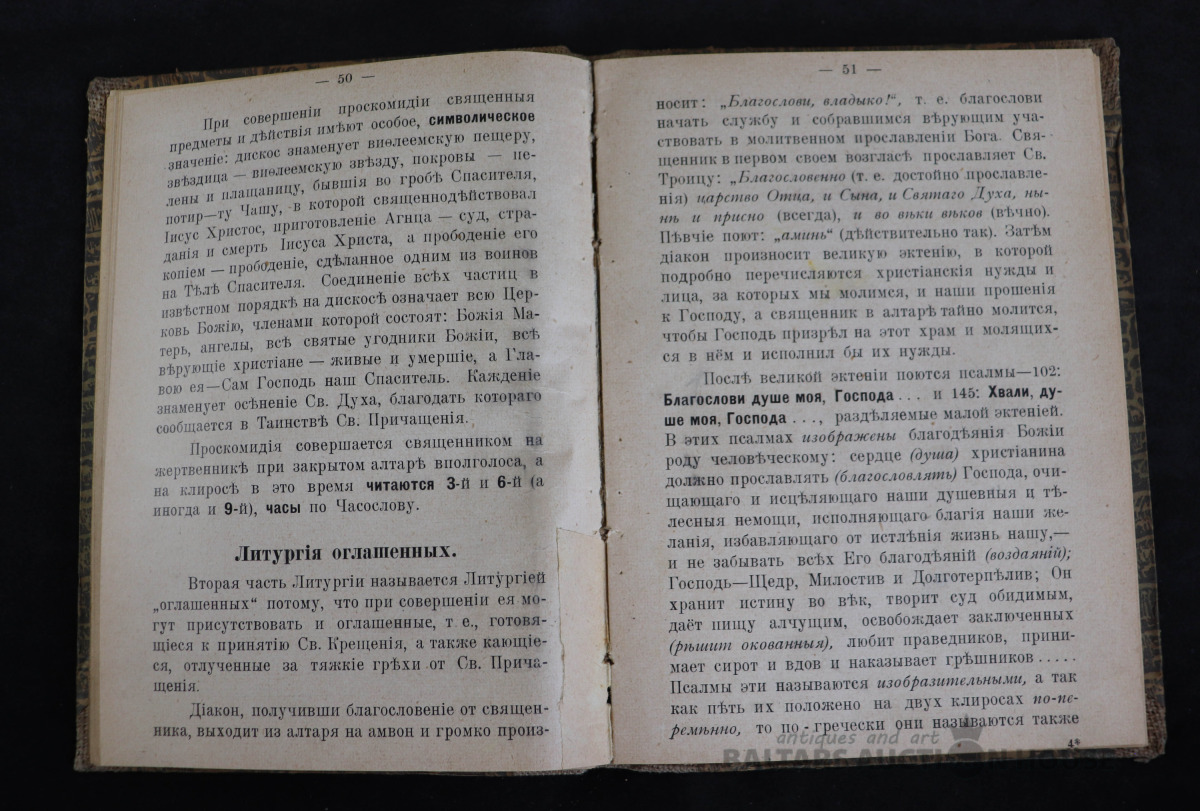 — 50 —
При совершеніи проскомидіи священныя
предметы и дѣйствія имѣют особое, символическое
значеніе: дискос знаменует виѳлеемскую пещеру,
звѣздица — виѳлеемскую звѣзду, покровы — пе-
лены и плащаницу, бывшія во гробѣ Спасителя,
потир—ту Чашу, в которой священнодѣйствовал
Іисус Христос, приготовленіе Агнца — суд, стра-
данія и смерть Іисуса Христа, а прободеніе его
копіем — прободеніе, сдѣланное одним из воинов
на Тѣлѣ Спасителя. Соединеніе всѣх частиц в
извѣстном порядкѣ на дискосѣ означает всю Цер-
ковь Божію, членами которой состоят: Божія Ма-
терь, ангелы, всѣ святые угодники Божіи, всѣ
вѣрующіе христіане — живые и умершіе, а Гла-
вою ея—Сам Господь наш Спаситель. Кажденіе
знаменует осѣненіе Св. Духа, благодать котораго
сообщается в Таинствѣ Св. Причащенія.
Проскомидія совершается священником на
жертвенникѣ при закрытом алтарѣ вполголоса, а
на клиросѣ в это время читаются 3-й и 6-й (а
иногда и 9-й), часы по Часослову.
Литургія оглашенных.
Вторая часть Литургіи называется Литургіей
„оглашенных“ потому, что при совершеніи ея мо-
гут присутствовать и оглашенные, т. е., готовя-
щіеся к принятію Св. Крещенія, а также кающіе-
ся, отлученные за тяжкіе грѣхи от Св. Прича-
щенія.
Діакон, получивши благословеніе от священ-
ника, выходит из алтаря на амвон и громко произ-
— 51 —
носит: „Благослови, владыко!“, т. е. благослови
начать службу и собравшимся вѣрующим уча-
ствовать в молитвенном прославленіи Бога. Свя-
щенник в первом своем возгласѣ прославляет Св.
Троицу: „Благословенно (т. е. достойно прославле-
нія) царство Отца, и Сына, и Святаго Духа, ны-
нѣ и присно (всегда), и во вѣки вѣков (вѣчно).
Пѣвчіе поют: „аминь“ (дѣйствительно так). Затѣм
діакон произносит великую эктенію, в которой
подробно перечисляются христіанскія нужды и
лица, за которых мы молимся, и наши прошенія
к Господу, а священник в алтарѣ тайно молится,
чтобы Господь призрѣл на этот храм и молящих-
ся в нём и исполнил бы их нужды.
Послѣ великой эктеніи поются псалмы—102:
Благослови душе моя, Господа . . . и 145: Хвали, ду-
ше моя, Господа . . ., раздѣляемые малой эктеніей.
В этих псалмах изображены благодѣянія Божіи
роду человѣческому: сердце (душа) христіанина
должно прославлять (благословлять) Господа, очи-
щающаго и исцѣляющаго наши душевныя и тѣ-
лесныя немощи, исполняющаго благія наши же-
ланія, избавляющаго от истлѣнія жизнь нашу,—
и не забывать всѣх Его благодѣяній (воздаяній);
Господь—Щедр, Милостив и Долготерпѣлив; Он
хранит истину во вѣк, творит суд обидимым,
даёт пищу алчущим, освобождает заключенных
(рѣшит окованныя), любит праведников, прини-
мает сирот и вдов и наказывает грѣшников . . . . .
Псалмы эти называются изобразительными, а так
как пѣть их положено на двух клиросах по-пе-
ремѣнно, то по-гречески они называются также
4*
antiques and art
BALTARS AUCTION HOUSE